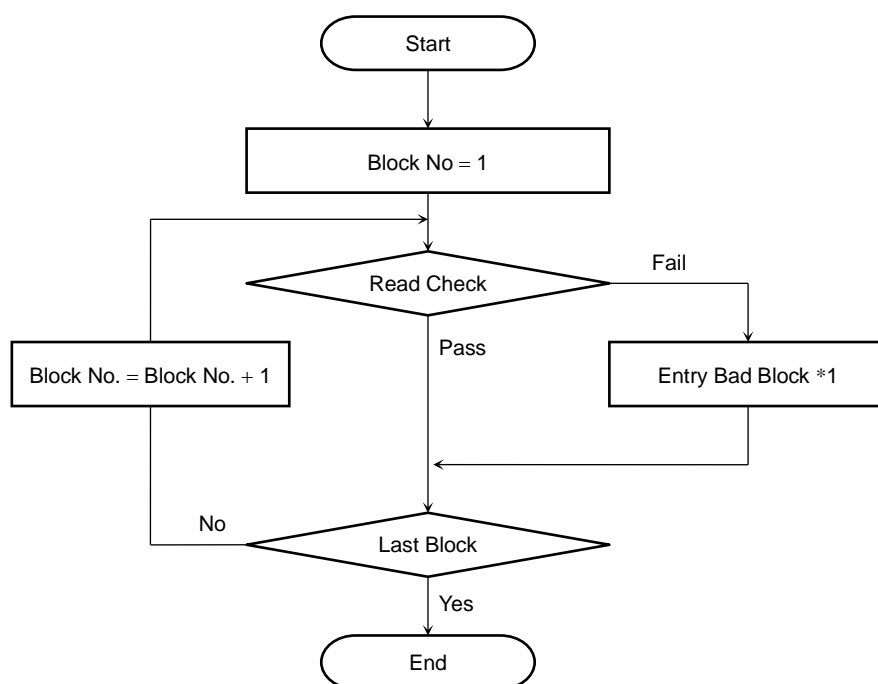 Start
Block No = 1
Read Check
Fail
Pass
Block No. = Block No. + 1
Entry Bad Block *1
No
Last Block
Yes
End